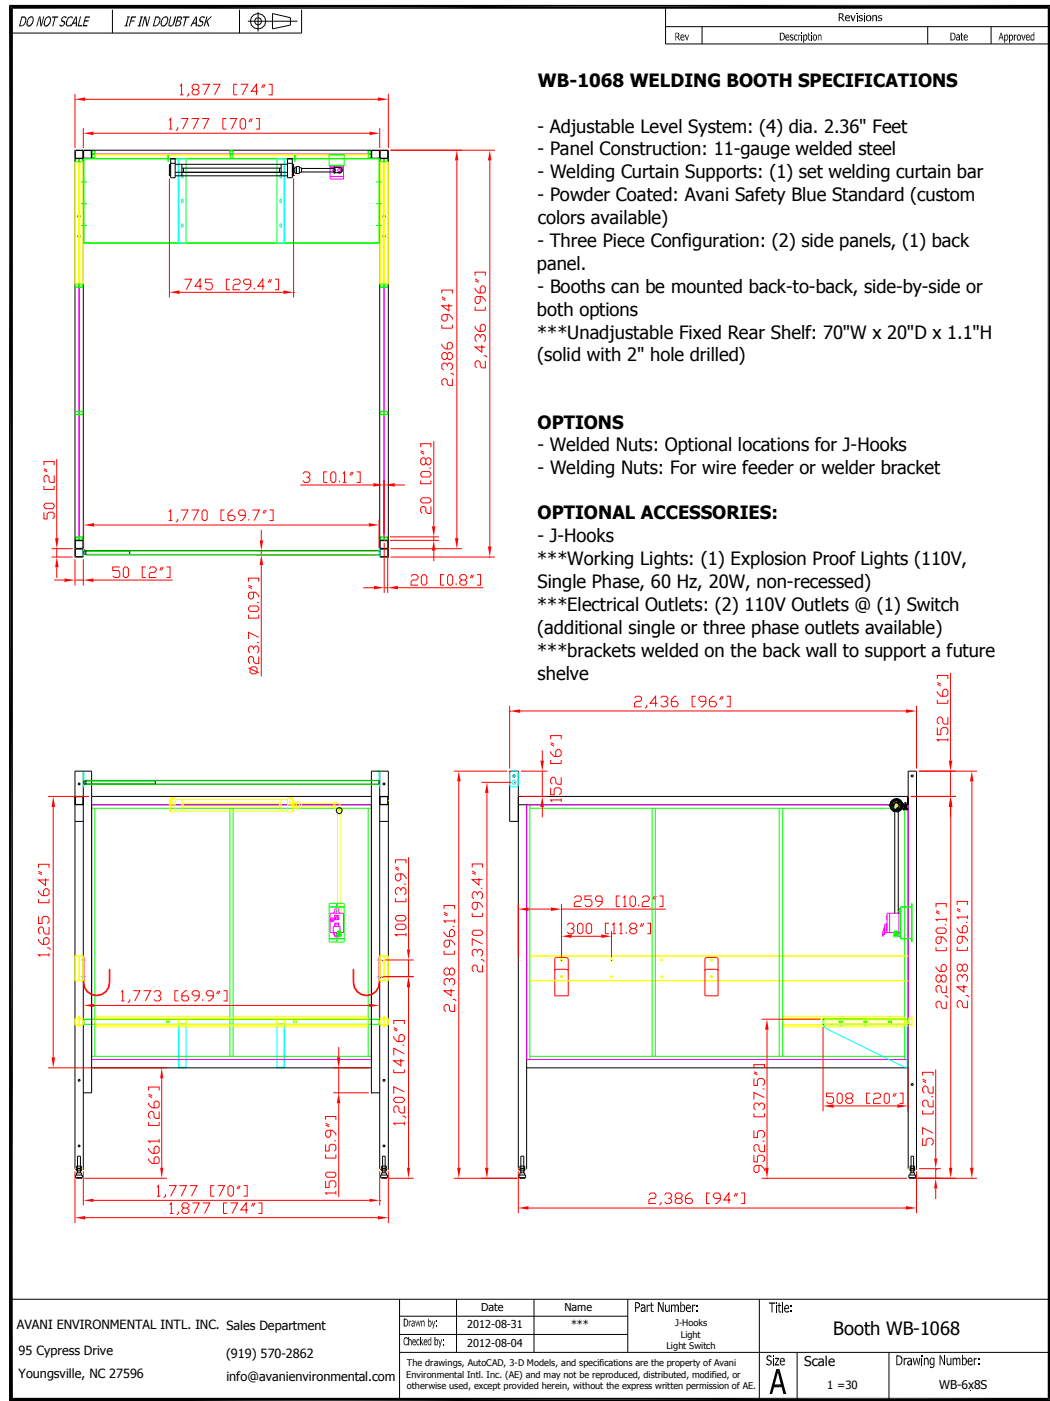 DO NOT SCALE
IF IN DOUBT ASK
Revisions
Rev
Description
Date
Approved
WB-1068 WELDING BOOTH SPECIFICATIONS
- Adjustable Level System: (4) dia. 2.36" Feet
- Panel Construction: 11-gauge welded steel
- Welding Curtain Supports: (1) set welding curtain bar
- Powder Coated: Avani Safety Blue Standard (custom
colors available)
- Three Piece Configuration: (2) side panels, (1) back
panel.
- Booths can be mounted back-to-back, side-by-side or
both options
***Unadjustable Fixed Rear Shelf: 70"W x 20"D x 1.1"H
(solid with 2" hole drilled)
OPTIONS
- Welded Nuts: Optional locations for J-Hooks
- Welding Nuts: For wire feeder or welder bracket
OPTIONAL ACCESSORIES:
- J-Hooks
***Working Lights: (1) Explosion Proof Lights (110V,
Single Phase, 60 Hz, 20W, non-recessed)
***Electrical Outlets: (2) 110V Outlets @ (1) Switch
(additional single or three phase outlets available)
***brackets welded on the back wall to support a future
shelve
1,877 [74"]
1,777 [70"]
745 [29.4"]
2,386 [94"]
2,436 [96"]
50 [2"]
3 [0.1"]
20 [0.8"]
1,770 [69.7"]
50 [2"]
20 [0.8"]
ø23.7 [0.9"]
1,625 [64"]
100 [3.9"]
1,773 [69.9"]
1,207 [47.6"]
661 [26"]
150 [5.9"]
1,777 [70"]
1,877 [74"]
2,436 [96"]
152 [6"]
152 [6"]
2,438 [96.1"]
2,370 [93.4"]
259 [10.2"]
300 [11.8"]
2,286 [90.1"]
2,438 [96.1"]
952.5 [37.5"]
508 [20"]
57 [2.2"]
2,386 [94"]
AVANI ENVIRONMENTAL INTL. INC.
95 Cypress Drive
Youngsville, NC 27596
Sales Department
(919) 570-2862
info@avanienvironmental.com
Date
Name
Drawn by:
2012-08-31
***
Checked by:
2012-08-04
Part Number:
J-Hooks
Light
Light Switch
The drawings, AutoCAD, 3-D Models, and specifications are the property of Avani
Environmental Intl. Inc. (AE) and may not be reproduced, distributed, modified, or
otherwise used, except provided herein, without the express written permission of AE.
Title:
Booth WB-1068
Size
A
Scale
1 =30
Drawing Number:
WB-6x8S